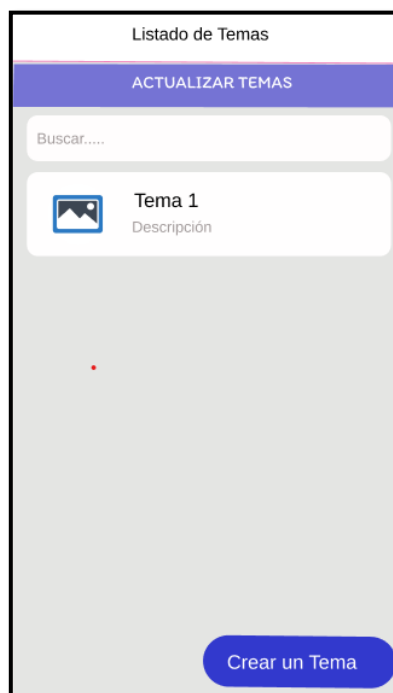 Listado de Temas
ACTUALIZAR TEMAS
Buscar.....
Tema 1
Descripción
Crear un Tema